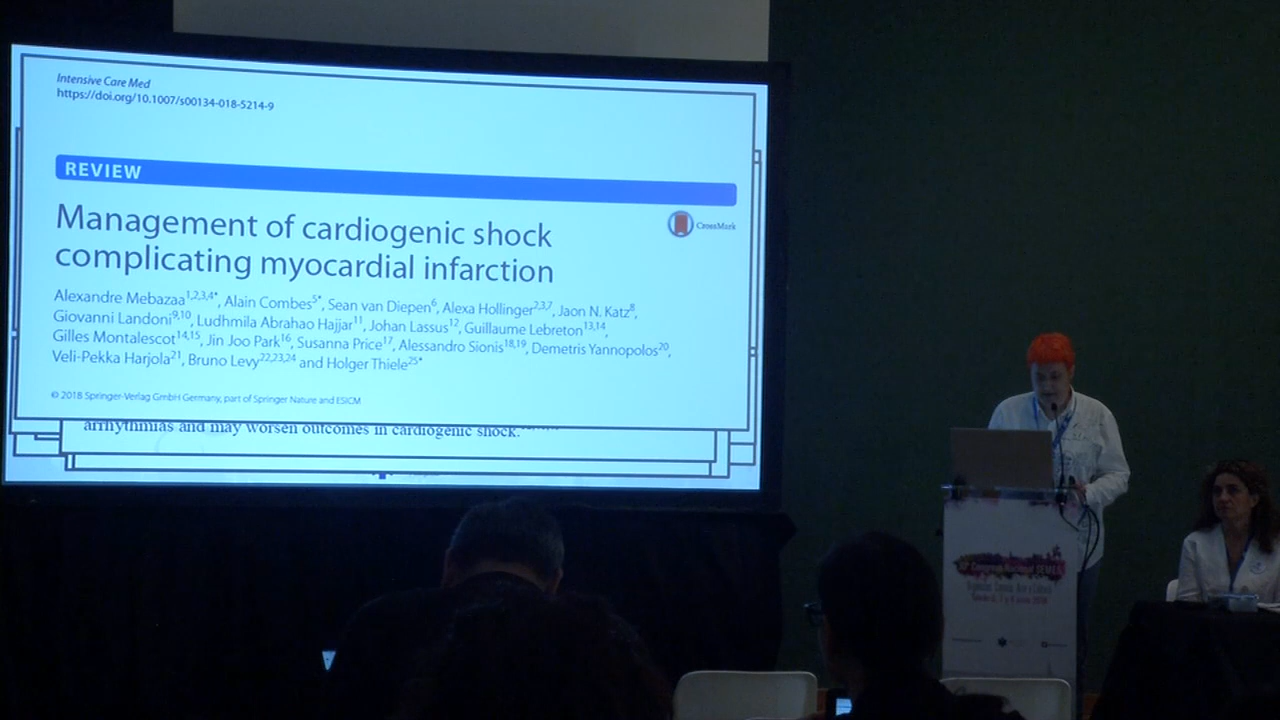 Intensive Care Med
https://doi.org/10.1007/s00134-018-5214-9
REVIEW
Management of cardiogenic shock
complicating myocardial infarction
CrossMark
Alexandre Mebazaa1,2,3,4*, Alain Combes5*, Sean van Diepen6, Alexa Hollinger2,3,7, Jaon N. Katz8,
Giovanni Landoni9,10, Ludhmila Abrahao Hajjar11, Johan Lassus12, Guillaume Lebreton13,14,
Gilles Montalescot14,15, Jin Joo Park16, Susanna Price17, Alessandro Sionis18,19, Demetris Yannopolos20,
Veli-Pekka Harjola21, Bruno Levy22,23,24 and Holger Thiele25*
© 2018 Springer-Verlag GmbH Germany, part of Springer Nature and ESICM
arrhythmias and may worsen outcomes in cardiogenic shock.
Congreso Nacional SEMES